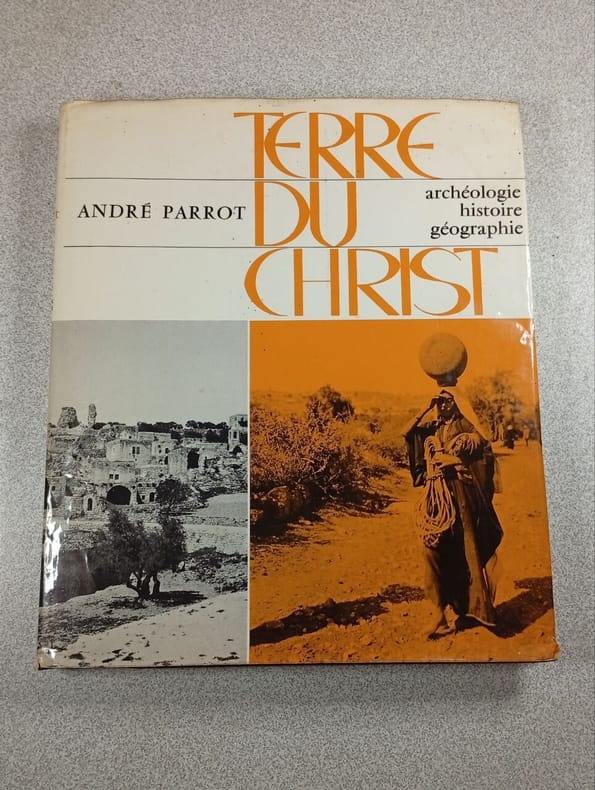 TERRE
DU
CHRIST
ANDRÉ PARROT
archéologie
histoire
géographie